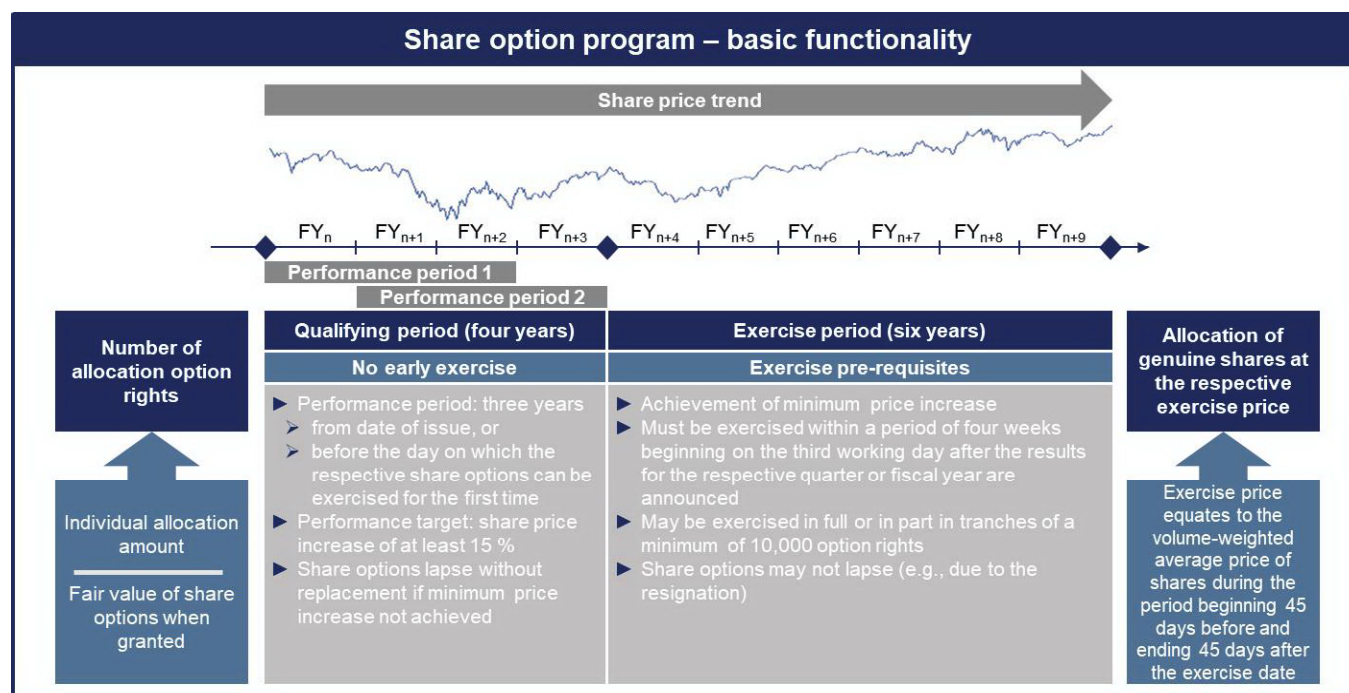 Share option program – basic functionality
Share price trend
FYn
FYn+1
FYn+2
FYn+3
FYn+4
FYn+5
FYn+6
FYn+7
FYn+8
FYn+9
Performance period 1
Performance period 2
Number of
allocation option
rights
Individual allocation
amount
Fair value of share
options when
granted
Qualifying period (four years)
No early exercise
► Performance period: three years
➢ from date of issue, or
➢ before the day on which the
respective share options can be
exercised for the first time
► Performance target: share price
increase of at least 15 %
► Share options lapse without
replacement if minimum price
increase not achieved
Exercise period (six years)
Exercise pre-requisites
► Achievement of minimum price increase
► Must be exercised within a period of four weeks
beginning on the third working day after the results
for the respective quarter or fiscal year are
announced
► May be exercised in full or in part in tranches of a
minimum of 10,000 option rights
► Share options may not lapse (e.g., due to the
resignation)
Allocation of
genuine shares at
the respective
exercise price
Exercise price
equates to the
volume-weighted
average price of
shares during the
period beginning 45
days before and
ending 45 days after
the exercise date